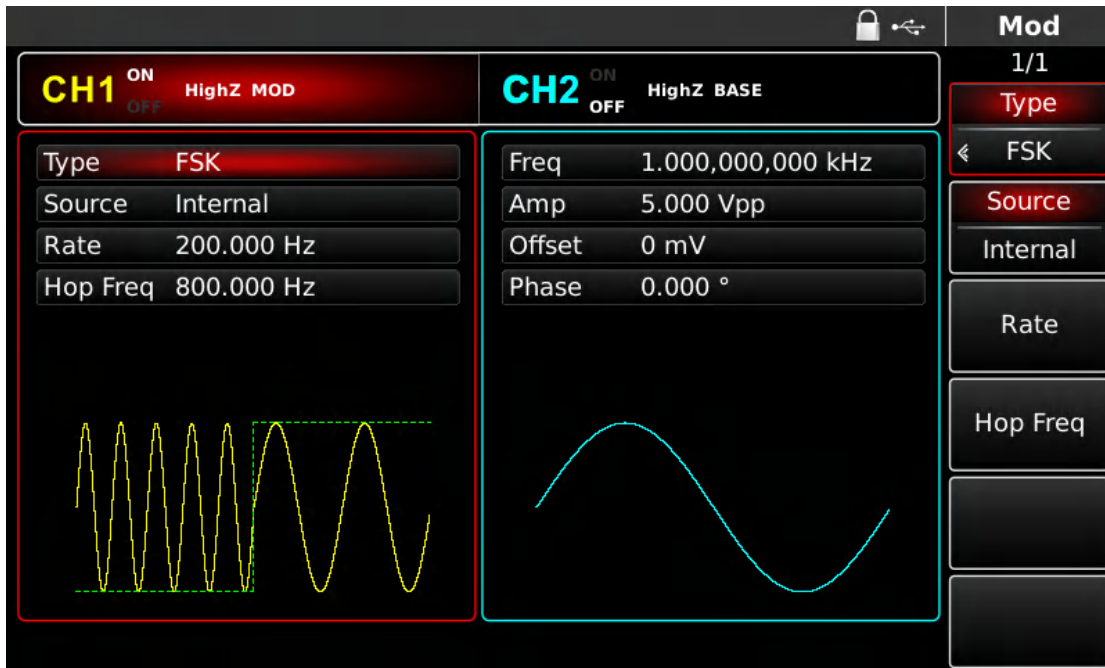 Mod
1/1
CH1 ON OFF HighZ MOD
CH2 ON OFF HighZ BASE
Type FSK
Source Internal
Rate 200.000 Hz
Hop Freq 800.000 Hz
Freq 1.000,000,000 kHz
Amp 5.000 Vpp
Offset 0 mV
Phase 0.000 °
Type
FSK
Source
Internal
Rate
Hop Freq